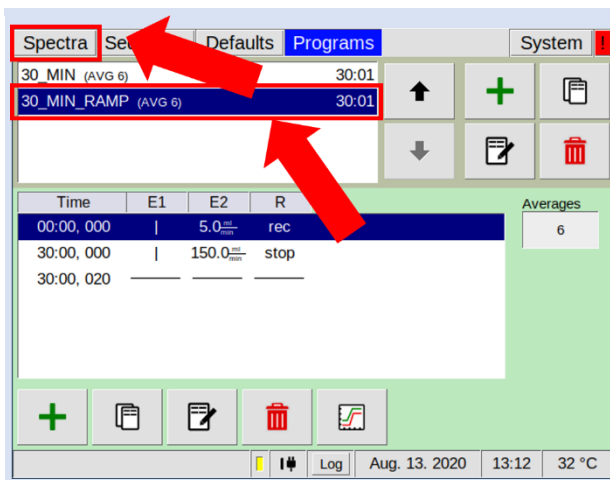 Spectra Se Defaults Programs System !
30_MIN (AVG 6) 30:01
30_MIN_RAMP (AVG 6) 30:01
Time E1 E2 R
Averages
00:00, 000 | 5.0 ml/min rec
6
30:00, 000 | 150.0 ml/min stop
30:00, 020
Log Aug. 13. 2020 13:12 32 °C